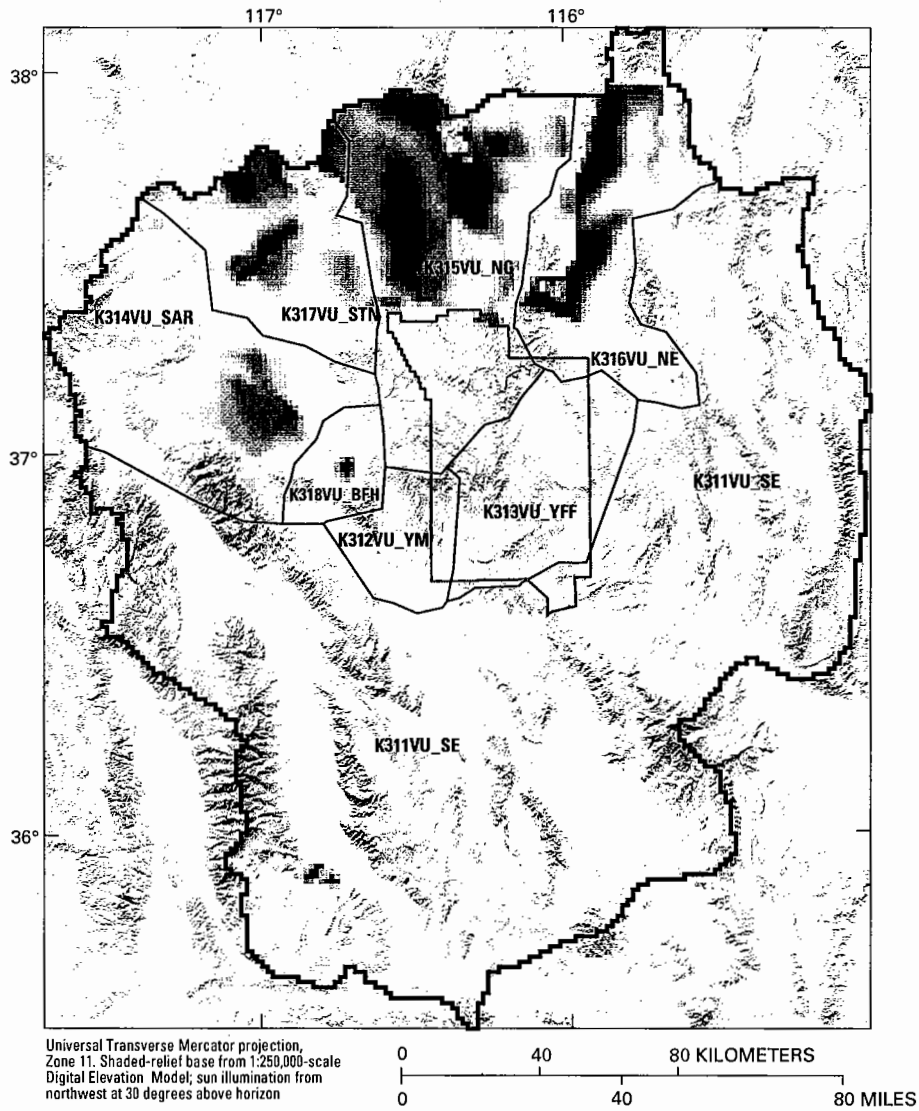 117° 116°
38°
K315VU_NC
K314VU_SAR K317VU_STN
K316VU_NE
37°
K311VU_SE
K318VU_BFH
K313VU_YFF
K312VU_YM
K311VU_SE
36°
Universal Transverse Mercator projection,
Zone 11. Shaded-relief base from 1:250,000-scale
Digital Elevation Model; sun illumination from
northwest at 30 degrees above horizon
0 40 80 KILOMETERS
0 40 80 MILES